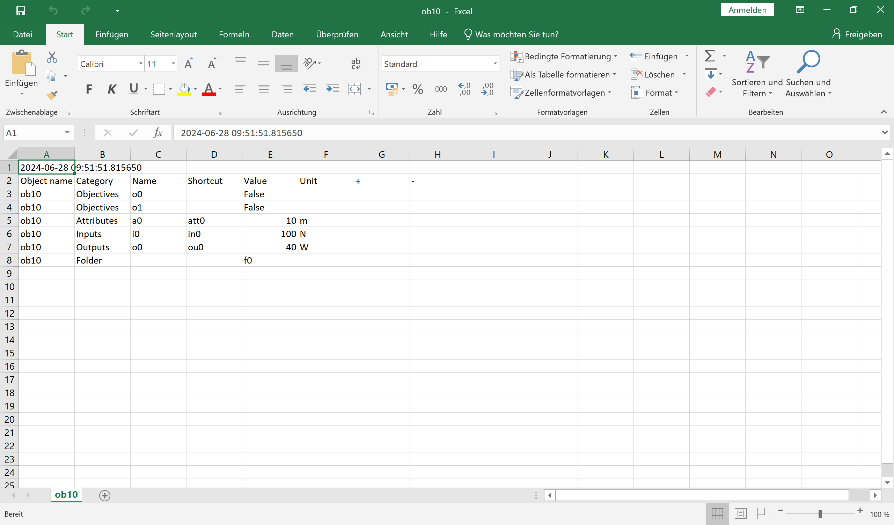 ob10 - Excel
Anmelden
Datei Start Einfügen Seitenlayout Formeln Daten Überprüfen Ansicht Hilfe Was möchten Sie tun? Freigeben
Einfügen
Calibri 11
F K U
Standard
% 000
Bedingte Formatierung
Als Tabelle formatieren
Zellenformatvorlagen
Einfügen
Löschen
Format
Sortieren und Filtern
Suchen und Auswählen
Zwischenablage Schriftart Ausrichtung Zahl Formatvorlagen Zellen Bearbeiten
A1 fx 2024-06-28 09:51:51.815650
A B C D E F G H I J K L M N O
1 2024-06-28 09:51:51.815650
2 Object name Category Name Shortcut Value Unit + -
3 ob10 Objectives o0 False
4 ob10 Objectives o1 False
5 ob10 Attributes a0 att0 10 m
6 ob10 Inputs i0 in0 100 N
7 ob10 Outputs o0 ou0 40 W
8 ob10 Folder f0
9
10
11
12
13
14
15
16
17
18
19
20
21
22
23
24
25
ob10
Bereit 100 %